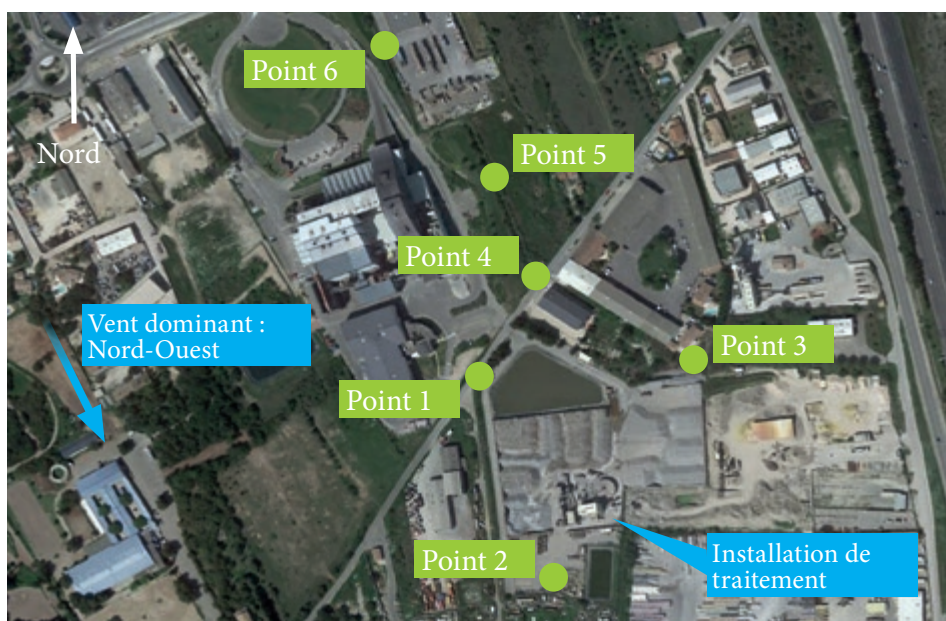 Point 6
Nord
Point 5
Point 4
Vent dominant :
Nord-Ouest
Point 3
Point 1
Point 2
Installation de
traitement